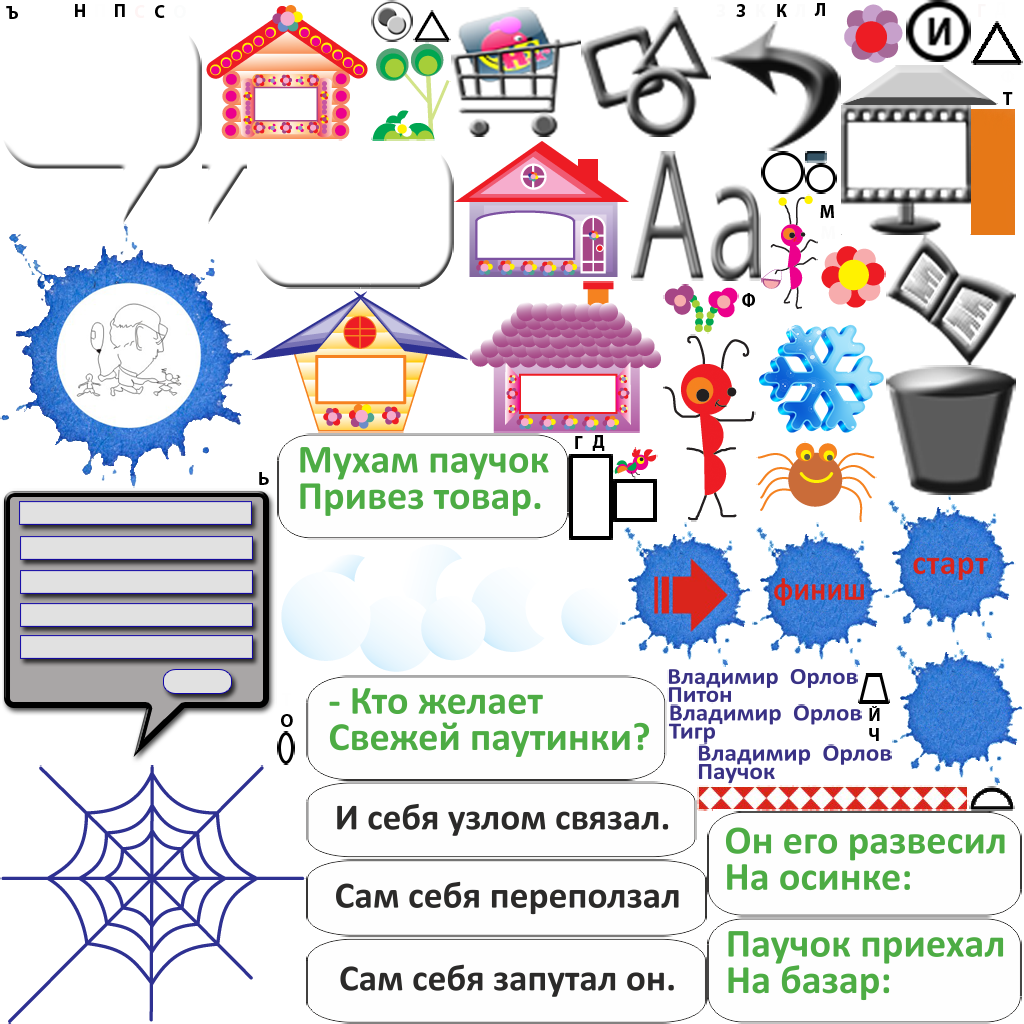 Ъ Н П С О
З К Л
И
Т
Аа
М
Ф
Г Д
Мухам паучок
Привез товар.
Ь
старт
финиш
Владимир Орлов
Питон
Владимир Орлов
Тигр
Владимир Орлов
Паучок
Й
Ч
О
- Кто желает
Свежей паутинки?
И себя узлом связал.
Он его развесил
На осинке:
Сам себя переползал
Паучок приехал
На базар:
Сам себя запутал он.